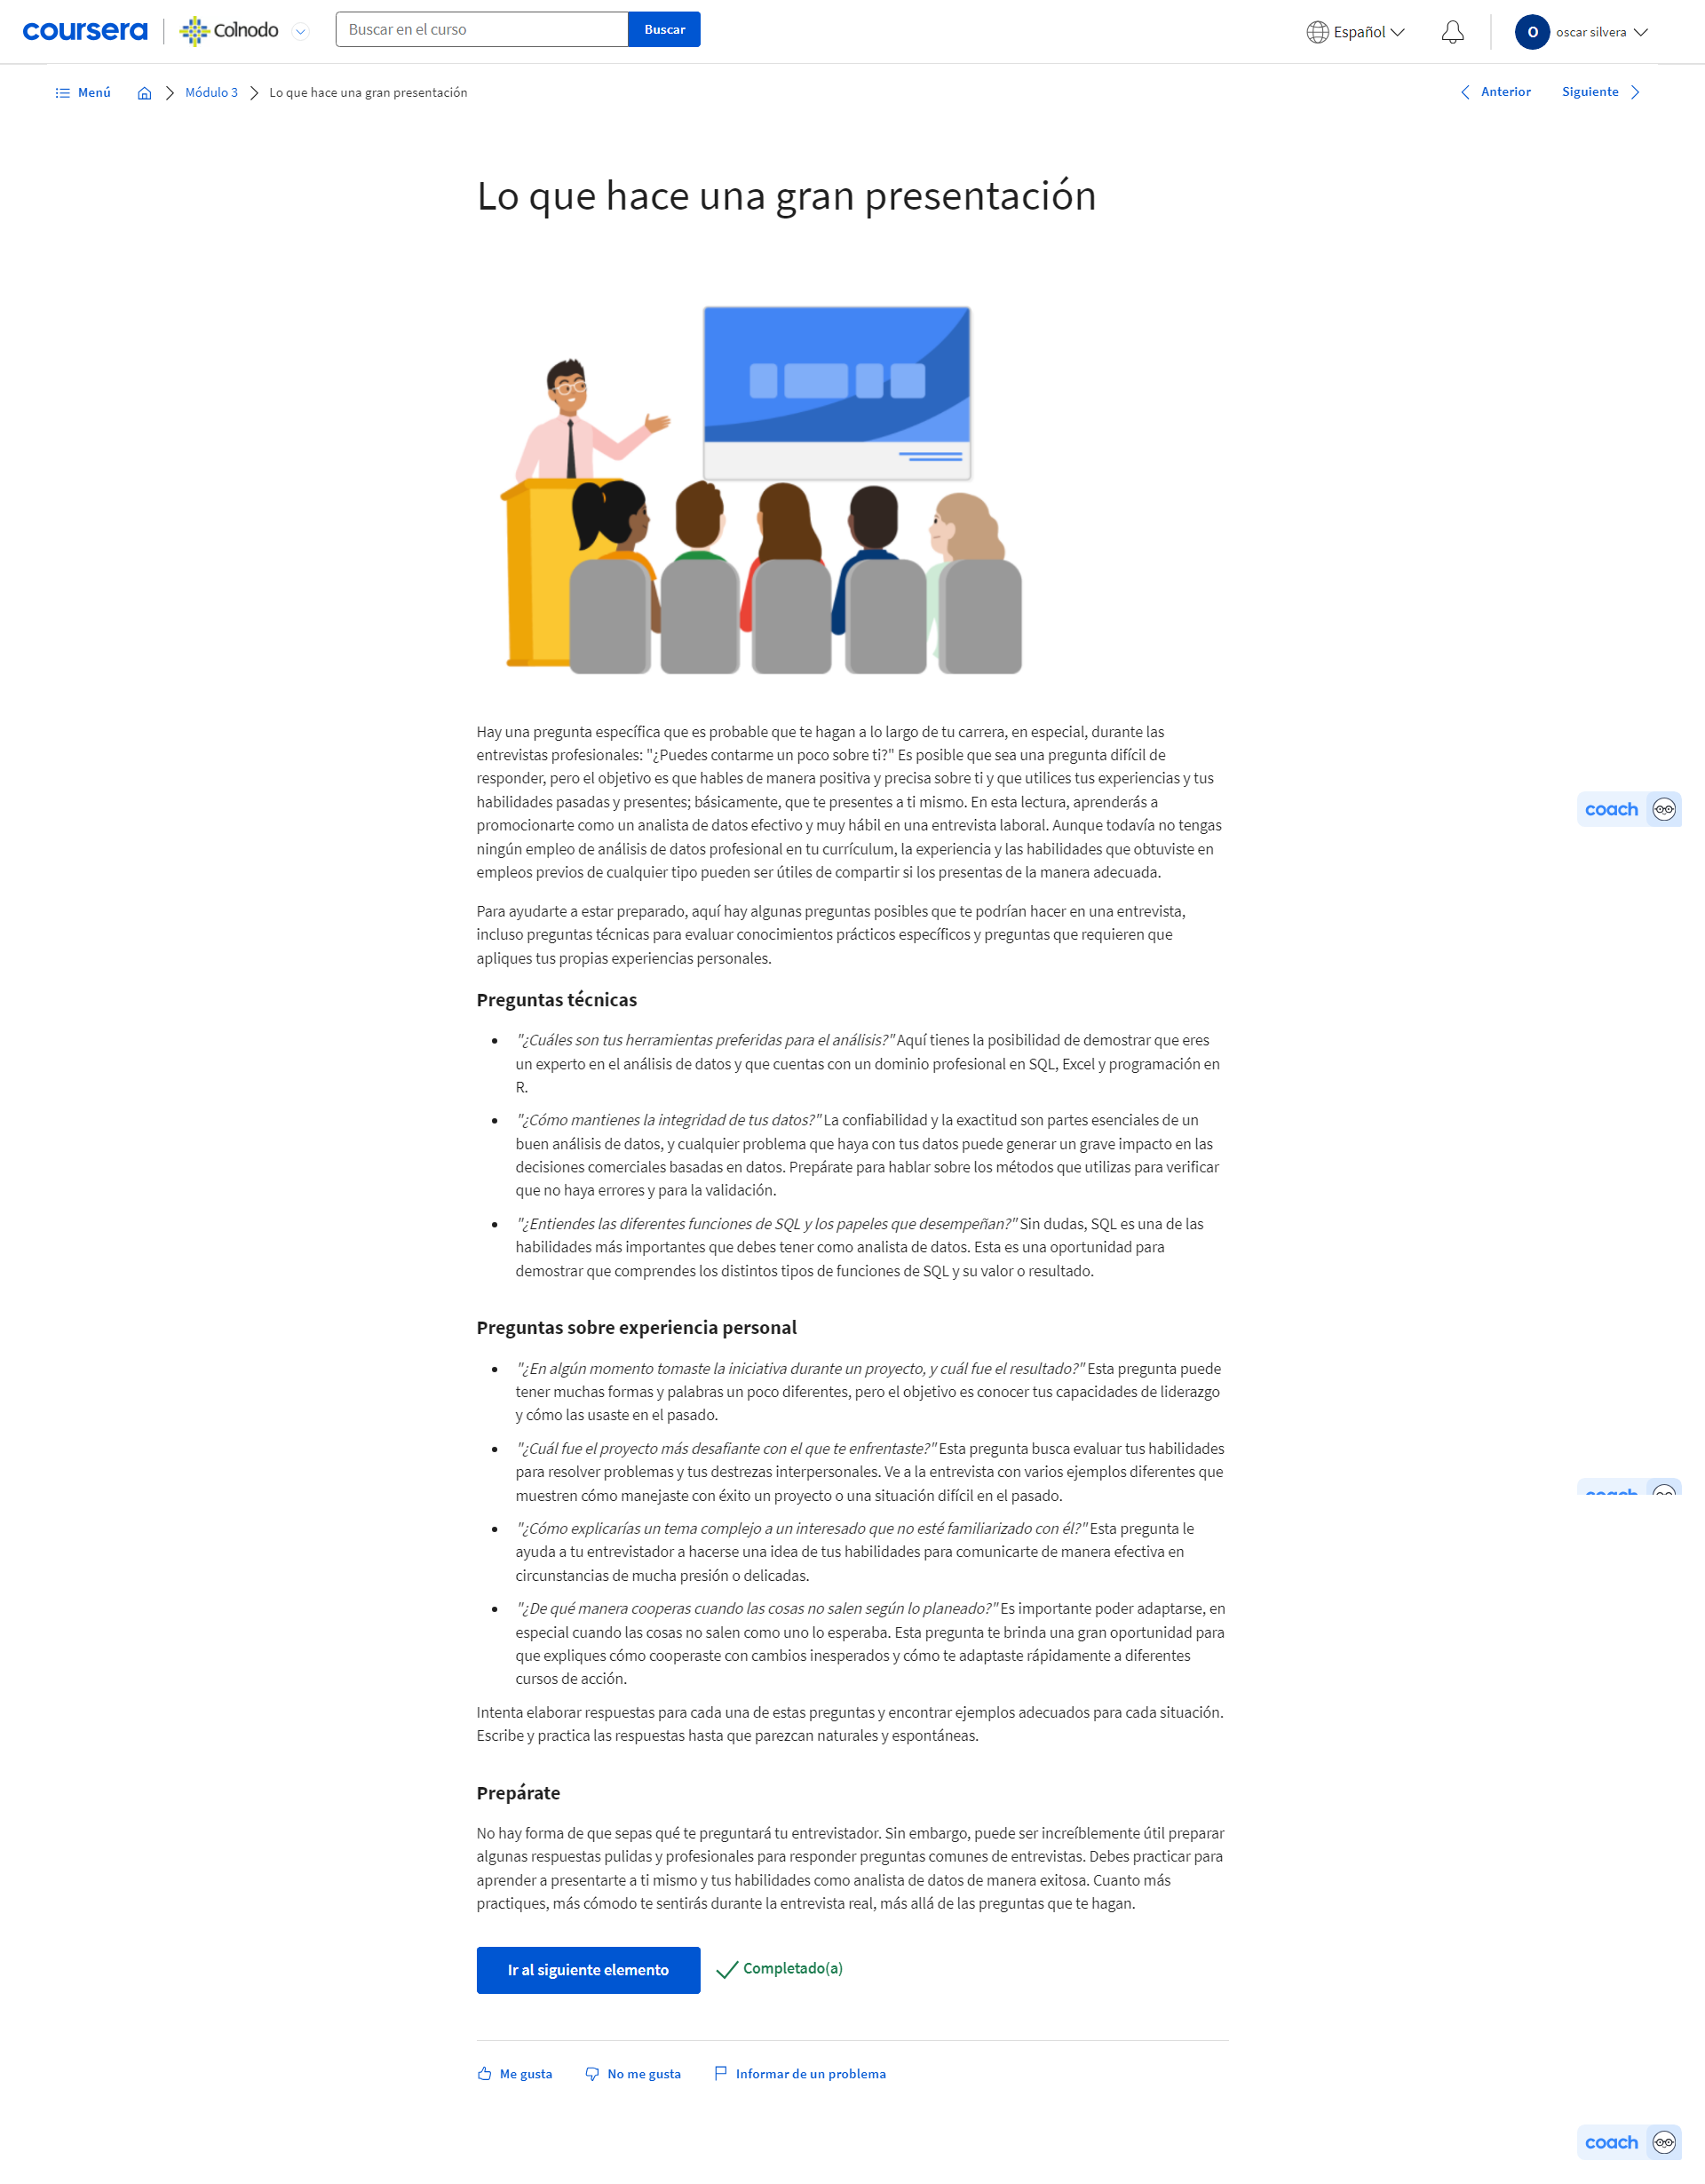 coursera
Colnodo
Buscar en el curso
Buscar
Español
O
oscar silvera
Menú
Módulo 3
Lo que hace una gran presentación
Anterior
Siguiente
Lo que hace una gran presentación
Hay una pregunta específica que es probable que te hagan a lo largo de tu carrera, en especial, durante las
entrevistas profesionales: "¿Puedes contarme un poco sobre ti?" Es posible que sea una pregunta difícil de
responder, pero el objetivo es que hables de manera positiva y precisa sobre ti y que utilices tus experiencias y tus
habilidades pasadas y presentes; básicamente, que te presentes a ti mismo. En esta lectura, aprenderás a
promocionarte como un analista de datos efectivo y muy hábil en una entrevista laboral. Aunque todavía no tengas
ningún empleo de análisis de datos profesional en tu currículum, la experiencia y las habilidades que obtuviste en
empleos previos de cualquier tipo pueden ser útiles de compartir si los presentas de la manera adecuada.
coach
Para ayudarte a estar preparado, aquí hay algunas preguntas posibles que te podrían hacer en una entrevista,
incluso preguntas técnicas para evaluar conocimientos prácticos específicos y preguntas que requieren que
apliques tus propias experiencias personales.
Preguntas técnicas
"¿Cuáles son tus herramientas preferidas para el análisis?" Aquí tienes la posibilidad de demostrar que eres
un experto en el análisis de datos y que cuentas con un dominio profesional en SQL, Excel y programación en
R.
"¿Cómo mantienes la integridad de tus datos?" La confiabilidad y la exactitud son partes esenciales de un
buen análisis de datos, y cualquier problema que haya con tus datos puede generar un grave impacto en las
decisiones comerciales basadas en datos. Prepárate para hablar sobre los métodos que utilizas para verificar
que no haya errores y para la validación.
"¿Entiendes las diferentes funciones de SQL y los papeles que desempeñan?" Sin dudas, SQL es una de las
habilidades más importantes que debes tener como analista de datos. Esta es una oportunidad para
demostrar que comprendes los distintos tipos de funciones de SQL y su valor o resultado.
Preguntas sobre experiencia personal
"¿En algún momento tomaste la iniciativa durante un proyecto, y cuál fue el resultado?" Esta pregunta puede
tener muchas formas y palabras un poco diferentes, pero el objetivo es conocer tus capacidades de liderazgo
y cómo las usaste en el pasado.
"¿Cuál fue el proyecto más desafiante con el que te enfrentaste?" Esta pregunta busca evaluar tus habilidades
para resolver problemas y tus destrezas interpersonales. Ve a la entrevista con varios ejemplos diferentes que
muestren cómo manejaste con éxito un proyecto o una situación difícil en el pasado.
coach
"¿Cómo explicarías un tema complejo a un interesado que no esté familiarizado con él?" Esta pregunta le
ayuda a tu entrevistador a hacerse una idea de tus habilidades para comunicarte de manera efectiva en
circunstancias de mucha presión o delicadas.
"¿De qué manera cooperas cuando las cosas no salen según lo planeado?" Es importante poder adaptarse, en
especial cuando las cosas no salen como uno lo esperaba. Esta pregunta te brinda una gran oportunidad para
que expliques cómo cooperaste con cambios inesperados y cómo te adaptaste rápidamente a diferentes
cursos de acción.
Intenta elaborar respuestas para cada una de estas preguntas y encontrar ejemplos adecuados para cada situación.
Escribe y practica las respuestas hasta que parezcan naturales y espontáneas.
Prepárate
No hay forma de que sepas qué te preguntará tu entrevistador. Sin embargo, puede ser increíblemente útil preparar
algunas respuestas pulidas y profesionales para responder preguntas comunes de entrevistas. Debes practicar para
aprender a presentarte a ti mismo y tus habilidades como analista de datos de manera exitosa. Cuanto más
practiques, más cómodo te sentirás durante la entrevista real, más allá de las preguntas que te hagan.
Ir al siguiente elemento
Completado(a)
Me gusta
No me gusta
Informar de un problema
coach